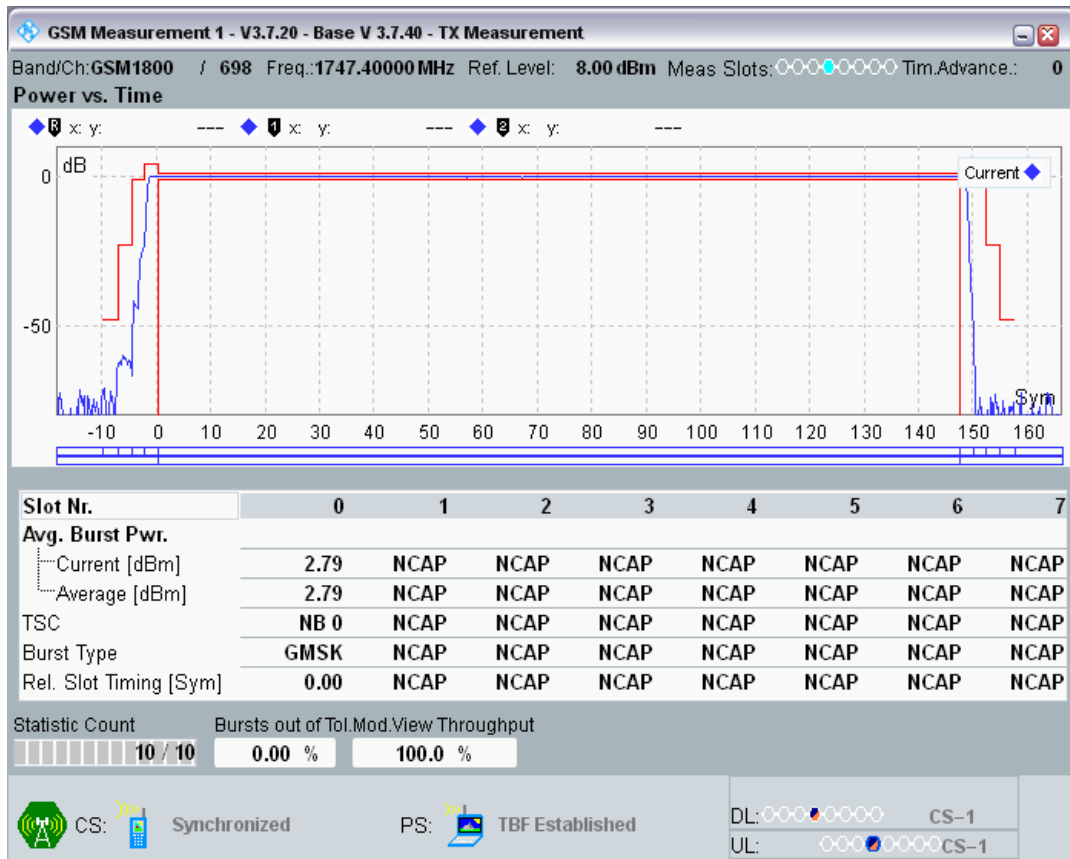 GSM Measurement 1 - V3.7.20 - Base V 3.7.40 - TX Measurement
Band/Ch:GSM1800 / 698 Freq.:1747.40000 MHz Ref. Level: 8.00 dBm Meas Slots: Tim.Advance.: 0
Power vs. Time
R x: y: --- 1 x: y: --- 2 x: y: ---
dB
Current
0
-50
Sym
-10 0 10 20 30 40 50 60 70 80 90 100 110 120 130 140 150 160
Slot Nr. 0 1 2 3 4 5 6 7
Avg. Burst Pwr.
Current [dBm] 2.79 NCAP NCAP NCAP NCAP NCAP NCAP NCAP
Average [dBm] 2.79 NCAP NCAP NCAP NCAP NCAP NCAP NCAP
TSC NB 0 NCAP NCAP NCAP NCAP NCAP NCAP NCAP
Burst Type GMSK NCAP NCAP NCAP NCAP NCAP NCAP NCAP
Rel. Slot Timing [Sym] 0.00 NCAP NCAP NCAP NCAP NCAP NCAP NCAP
Statistic Count Bursts out of Tol.Mod.View Throughput
10 / 10 0.00 % 100.0 %
CS: Synchronized PS: TBF Established
DL: CS-1
UL: CS-1